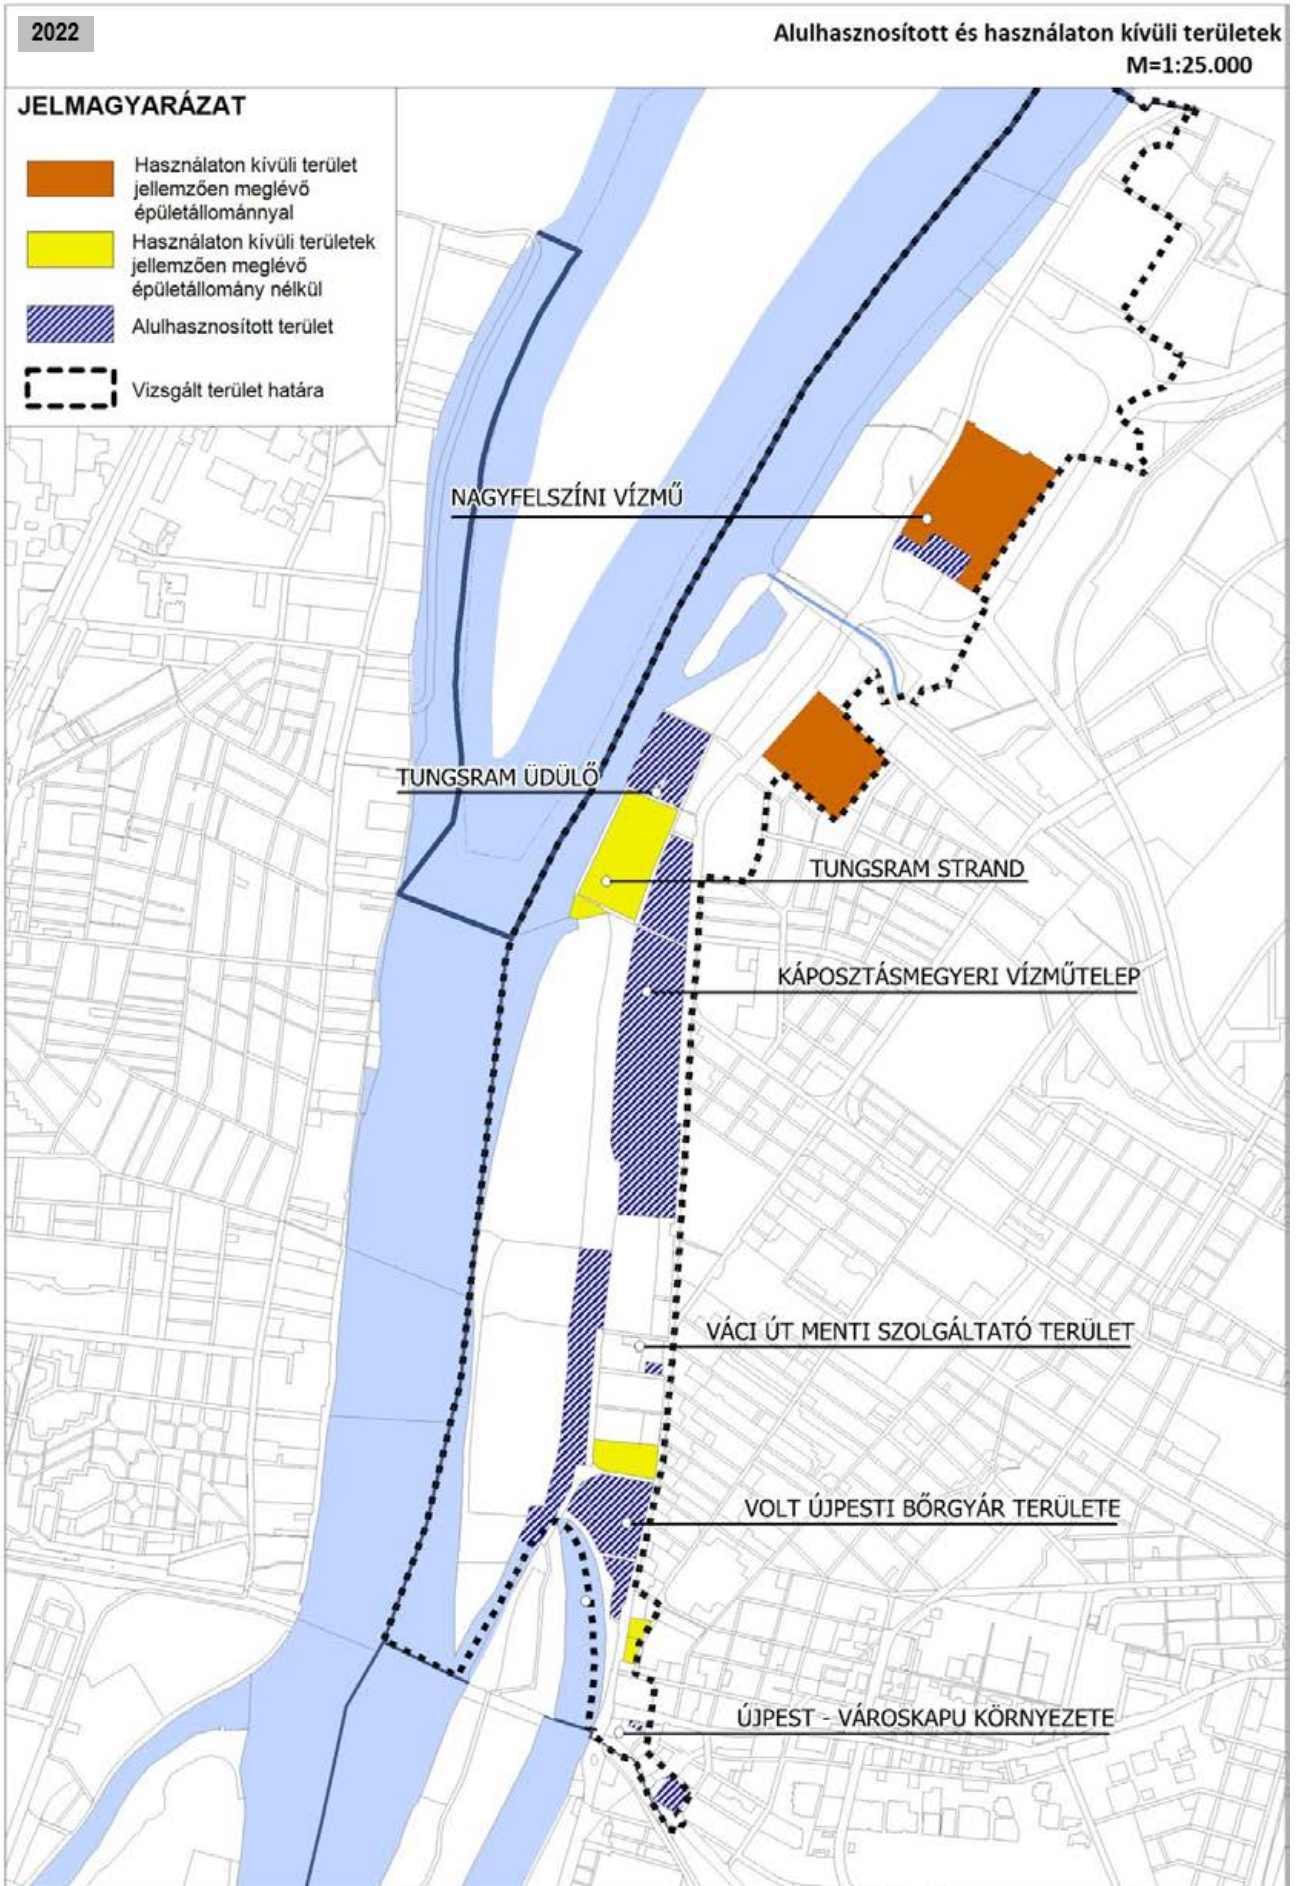 2022
Alulhasznosított és használaton kívüli területek
M=1:25.000
JELMAGYARÁZAT
Használaton kívüli terület
jellemzően meglévő
épületállománnyal
Használaton kívüli területek
jellemzően meglévő
épületállomány nélkül
Alulhasznosított terület
Vizsgált terület határa
NAGYFELSZÍNI VÍZMŰ
TUNGSRAM ÜDÜLŐ
TUNGSRAM STRAND
KÁPOSZTÁSMEGYERI VÍZMŰTELEP
VÁCI ÚT MENTI SZOLGÁLTATÓ TERÜLET
VOLT ÚJPESTI BŐRGYÁR TERÜLETE
ÚJPEST - VÁROSKAPU KÖRNYEZETE